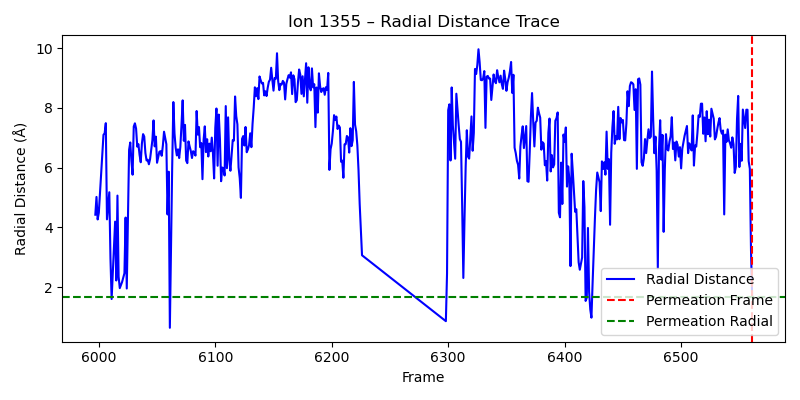 Ion 1355 – Radial Distance Trace
Radial Distance (Å)
10
8
6
4
2
Radial Distance
Permeation Frame
Permeation Radial
6000 6100 6200 6300 6400 6500
Frame